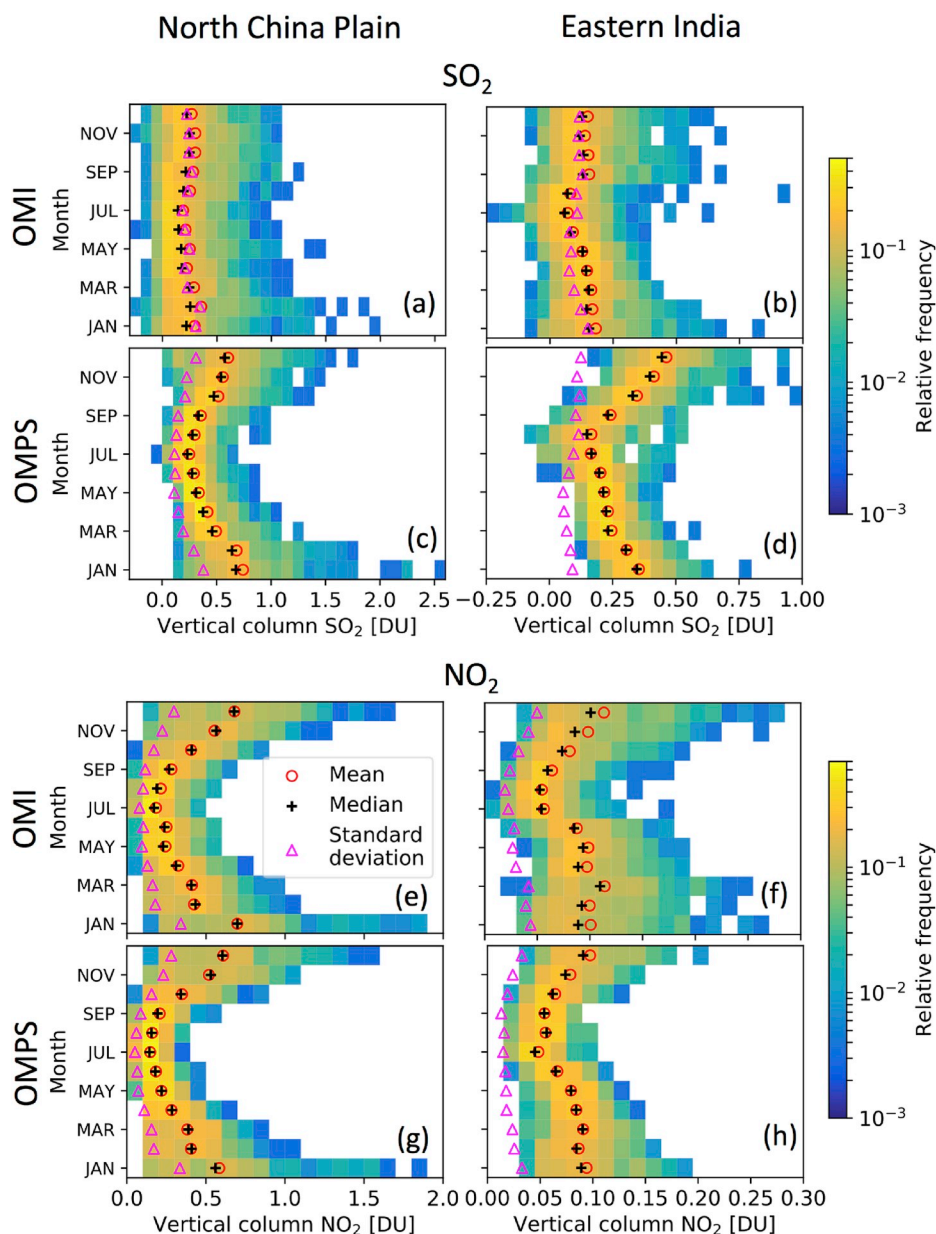 North China Plain Eastern India
SO₂
OMI
Month
NOV
SEP
JUL
MAY
MAR
JAN
(a)
(b)
10⁻¹
10⁻²
10⁻³
Relative frequency
OMPS
Month
NOV
SEP
JUL
MAY
MAR
JAN
(c)
(d)
0.0 0.5 1.0 1.5 2.0 2.5
−0.25 0.00 0.25 0.50 0.75 1.00
Vertical column SO₂ [DU]
Vertical column SO₂ [DU]
NO₂
OMI
Month
NOV
SEP
JUL
MAY
MAR
JAN
Mean
Median
Standard
deviation
(e)
(f)
10⁻¹
10⁻²
10⁻³
Relative frequency
OMPS
Month
NOV
SEP
JUL
MAY
MAR
JAN
(g)
(h)
0.0 0.5 1.0 1.5 2.0
0.00 0.05 0.10 0.15 0.20 0.25 0.30
Vertical column NO₂ [DU]
Vertical column NO₂ [DU]